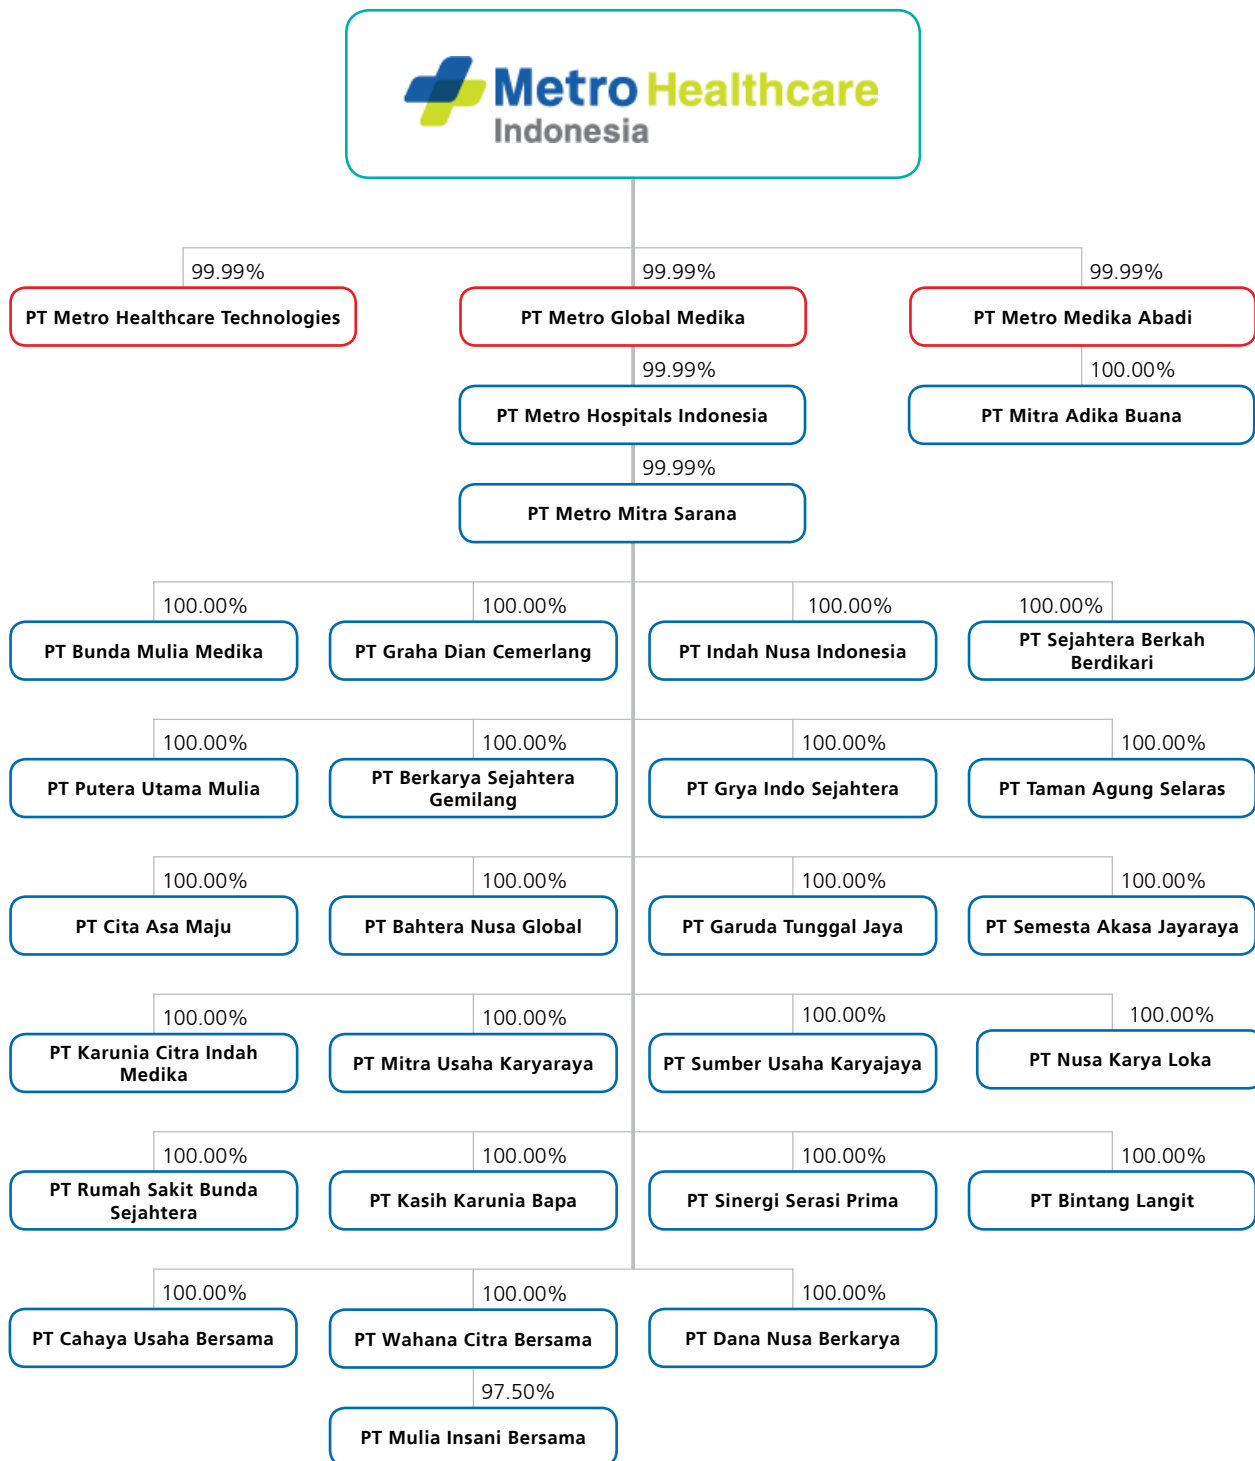 Metro Healthcare
Indonesia
99.99%
99.99%
99.99%
PT Metro Healthcare Technologies
PT Metro Global Medika
PT Metro Medika Abadi
99.99%
100.00%
PT Metro Hospitals Indonesia
PT Mitra Adika Buana
99.99%
PT Metro Mitra Sarana
100.00%
100.00%
100.00%
100.00%
PT Bunda Mulia Medika
PT Graha Dian Cemerlang
PT Indah Nusa Indonesia
PT Sejahtera Berkah
Berdikari
100.00%
100.00%
100.00%
100.00%
PT Putera Utama Mulia
PT Berkarya Sejahtera
Gemilang
PT Grya Indo Sejahtera
PT Taman Agung Selaras
100.00%
100.00%
100.00%
100.00%
PT Cita Asa Maju
PT Bahtera Nusa Global
PT Garuda Tunggal Jaya
PT Semesta Akasa Jayaraya
100.00%
100.00%
100.00%
100.00%
PT Karunia Citra Indah
Medika
PT Mitra Usaha Karyaraya
PT Sumber Usaha Karyajaya
PT Nusa Karya Loka
100.00%
100.00%
100.00%
100.00%
PT Rumah Sakit Bunda
Sejahtera
PT Kasih Karunia Bapa
PT Sinergi Serasi Prima
PT Bintang Langit
100.00%
100.00%
100.00%
PT Cahaya Usaha Bersama
PT Wahana Citra Bersama
PT Dana Nusa Berkarya
97.50%
PT Mulia Insani Bersama